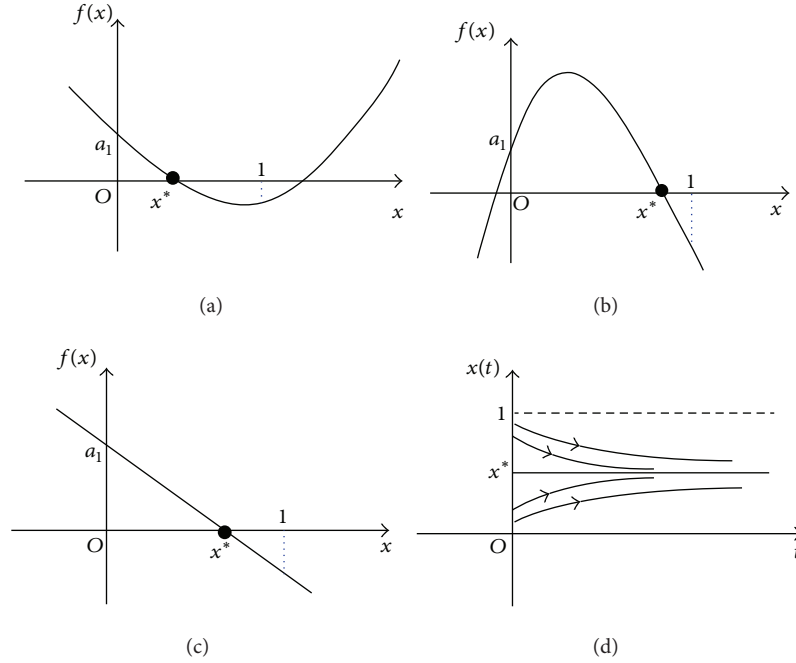 f(x)
a1
O
x*
1
x
(a)
f(x)
a1
O
x*
1
x
(b)
f(x)
a1
O
x*
1
x
(c)
x(t)
1
x*
O
t
(d)